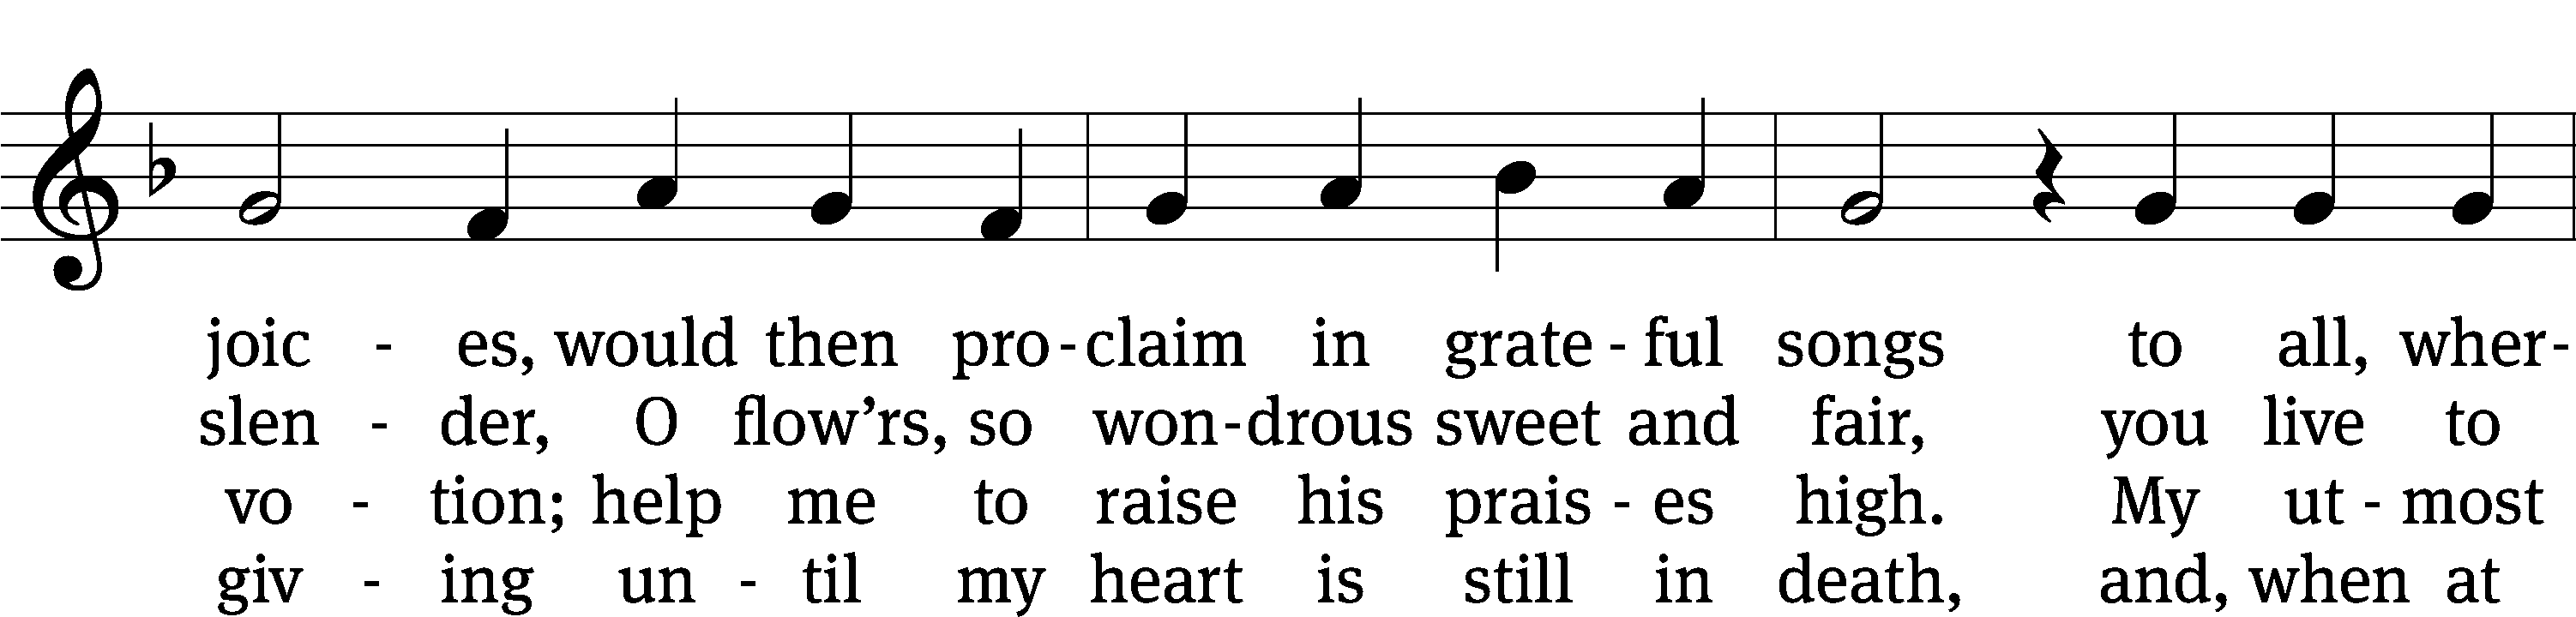 joic - es, would then pro - claim in grate - ful songs to all, wher-
slen - der, O flow’rs, so won - drous sweet and fair, you live to
vo - tion; help me to raise his prais - es high. My ut - most
giv - ing un - til my heart is still in death, and, when at